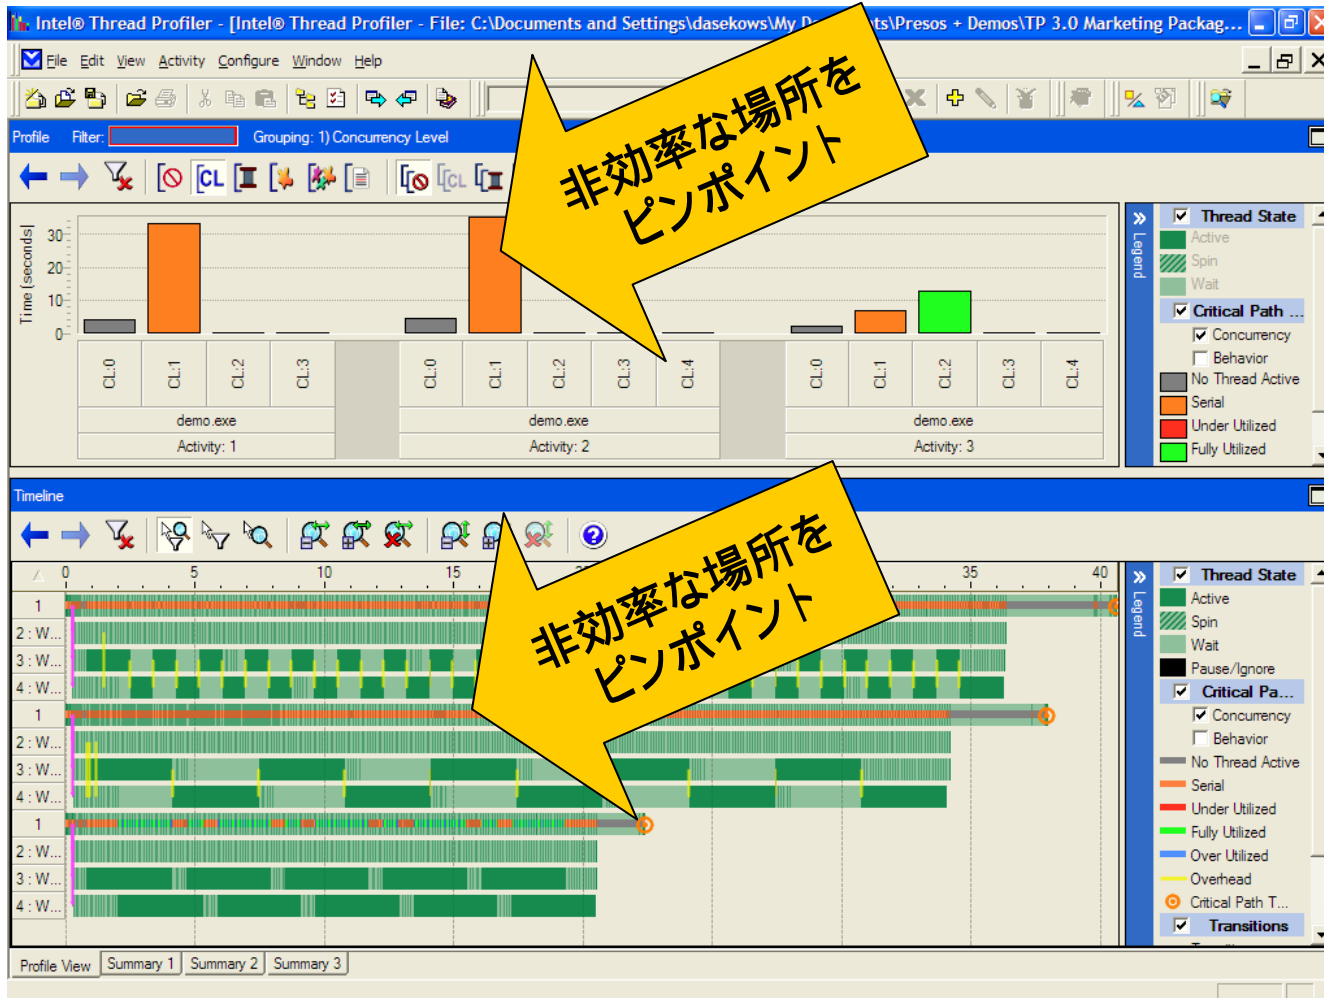 Intel® Thread Profiler - [Intel® Thread Profiler - File: C:\Documents and Settings\dasekows\My Do ts\Presos + Demos\TP 3.0 Marketing Packag...
File Edit View Activity Configure Window Help
Profile Filter: Grouping: 1) Concurrency Level
CL CL
非効率な場所を
ピンポイント
Time (seconds)
30
20
10
0
CL:0 CL:1 CL:2 CL:3 CL:0 CL:1 CL:2 CL:3 CL:4 CL:0 CL:1 CL:2 CL:3 CL:4
demo.exe demo.exe demo.exe
Activity: 1 Activity: 2 Activity: 3
Legend
Thread State
Active
Spin
Wait
Critical Path ...
Concurrency
Behavior
No Thread Active
Serial
Under Utilized
Fully Utilized
Timeline
非効率な場所を
ピンポイント
0 5 10 15 35 40
1
2 : W...
3 : W...
4 : W...
1
2 : W...
3 : W...
4 : W...
1
2 : W...
3 : W...
4 : W...
Legend
Thread State
Active
Spin
Wait
Pause/Ignore
Critical Pa...
Concurrency
Behavior
No Thread Active
Serial
Under Utilized
Fully Utilized
Over Utilized
Overhead
Critical Path T...
Transitions
Profile View Summary 1 Summary 2 Summary 3